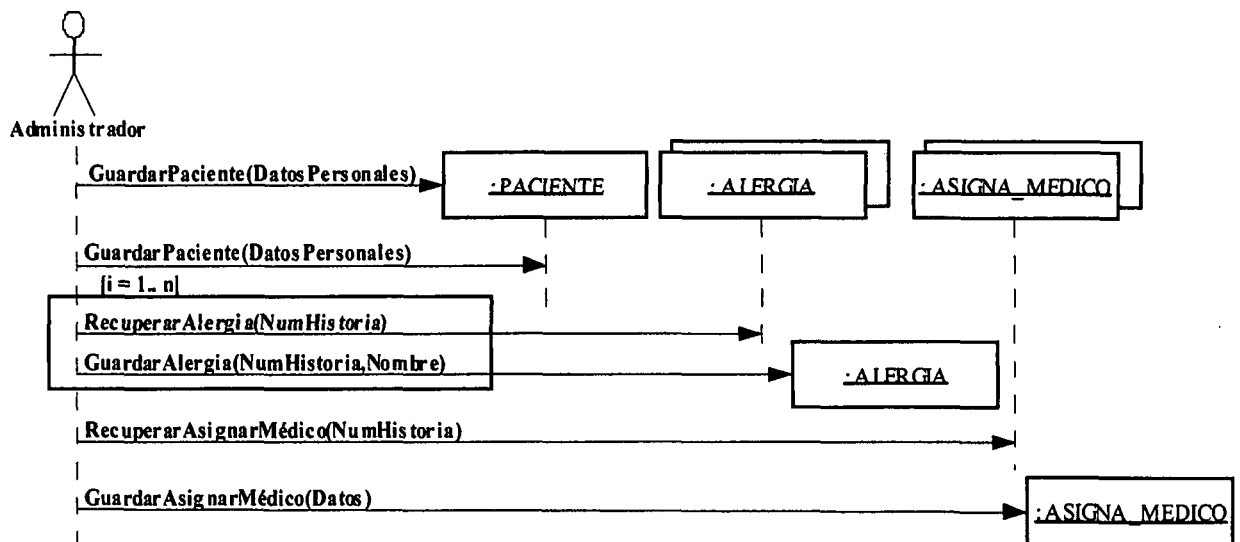 Administrador
GuardarPaciente(DatosPersonales)
:PACIENTE
:ALERGIA
:ASIGNA_MEDICO
GuardarPaciente(DatosPersonales)
[i = 1.. n]
RecuperarAlergia(NumHistoria)
GuardarAlergia(NumHistoria,Nombre)
:ALERGIA
RecuperarAsignarMédico(NumHistoria)
GuardarAsignarMédico(Datos)
:ASIGNA_MEDICO